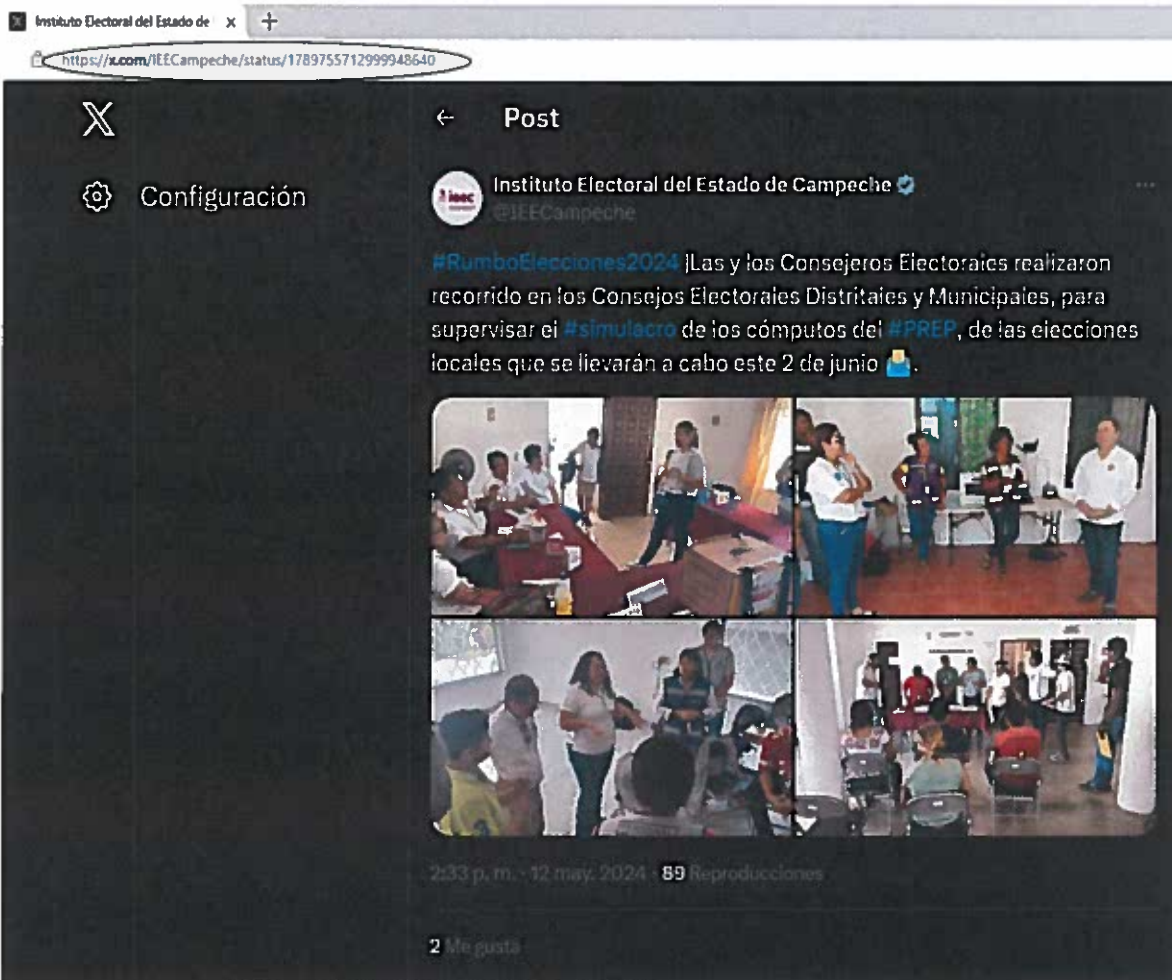 Instituto Electoral del Estado de X +
https://x.com/IEECampeche/status/1789755712999948640
X
← Post
Configuración
ieec
Instituto Electoral del Estado de Campeche
@IEECampeche
...
#RumboElecciones2024 |Las y los Consejeros Electorales realizaron
recorrido en los Consejos Electorales Distritales y Municipales, para
supervisar el #simulacro de los cómputos del #PREP, de las elecciones
locales que se llevarán a cabo este 2 de junio 🗳️.
2:33 p. m. · 12 may. 2024 · 89 Reproducciones
2 Me gusta